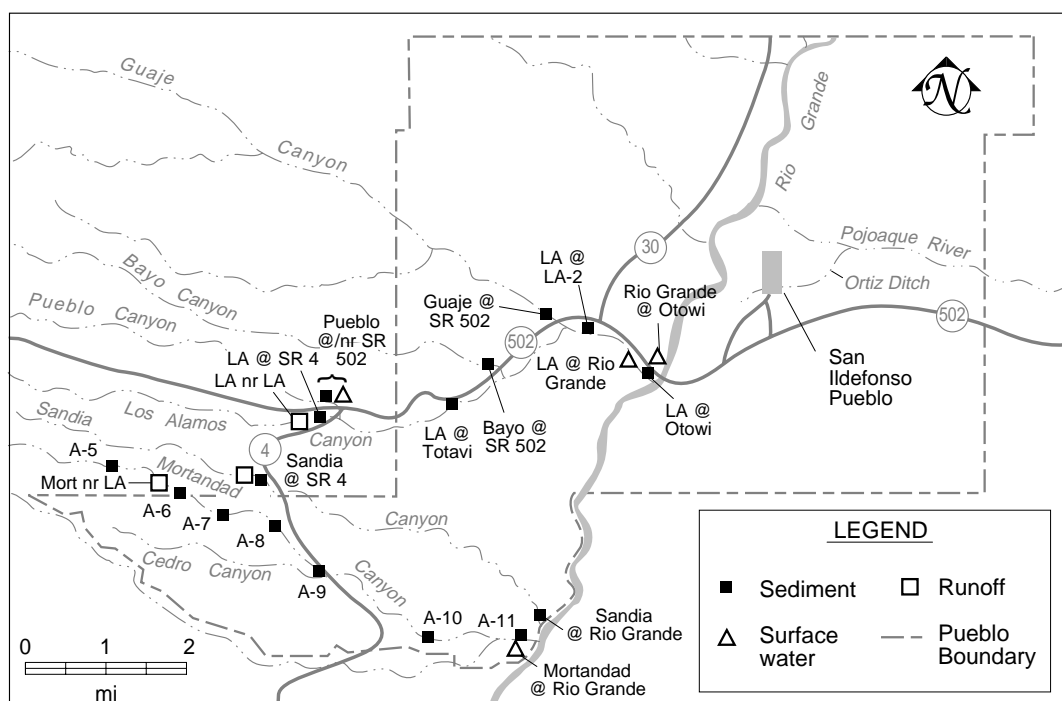 Guaje
Canyon
N
Rio
Grande
Pojoaque River
Ortiz Ditch
30
Bayo Canyon
Pueblo Canyon
LA @
LA-2
Guaje @
SR 502
Rio Grande
@ Otowi
502
502
Pueblo
@/nr SR
502
LA @ SR 4
LA nr LA
LA @ Rio
Grande
San
Ildefonso
Pueblo
Sandia
Los Alamos
Canyon
LA @
Totavi
Bayo @
SR 502
LA @
Otowi
4
A-5
Mortandad
Sandia
@ SR 4
Mort nr LA
A-6
A-7
A-8
Canyon
Cedro Canyon
Canyon
A-9
A-10
A-11
Sandia
@ Rio Grande
Mortandad
@ Rio Grande
0 2
mi
LEGEND
Sediment
Runoff
Surface
water
Pueblo
Boundary